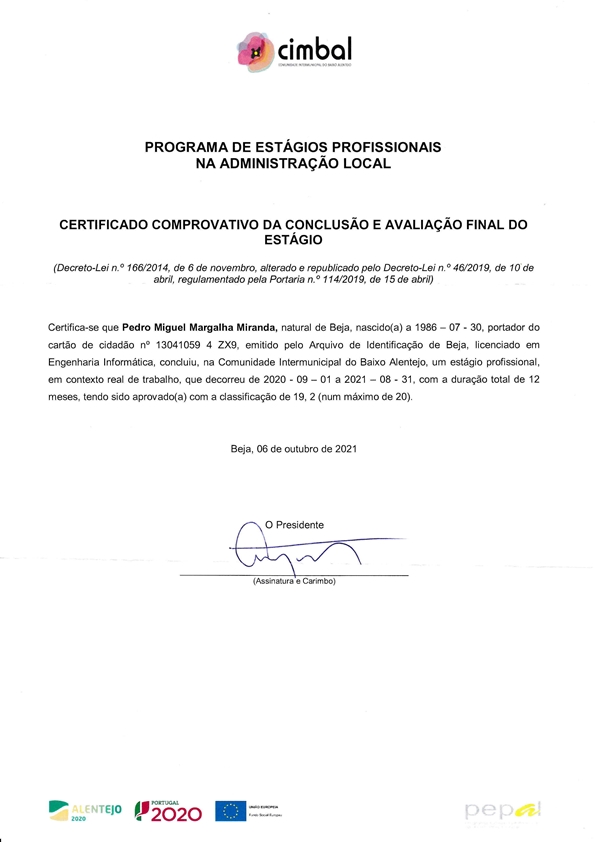 cimbal
COMUNIDADE INTERMUNICIPAL DO BAIXO ALENTEJO
PROGRAMA DE ESTÁGIOS PROFISSIONAIS
NA ADMINISTRAÇÃO LOCAL
CERTIFICADO COMPROVATIVO DA CONCLUSÃO E AVALIAÇÃO FINAL DO
ESTÁGIO
(Decreto-Lei n.º 166/2014, de 6 de novembro, alterado e republicado pelo Decreto-Lei n.º 46/2019, de 10 de
abril, regulamentado pela Portaria n.º 114/2019, de 15 de abril)
Certifica-se que Pedro Miguel Margalha Miranda, natural de Beja, nascido(a) a 1986 – 07 - 30, portador do
cartão de cidadão nº 13041059 4 ZX9, emitido pelo Arquivo de Identificação de Beja, licenciado em
Engenharia Informática, concluiu, na Comunidade Intermunicipal do Baixo Alentejo, um estágio profissional,
em contexto real de trabalho, que decorreu de 2020 - 09 – 01 a 2021 – 08 - 31, com a duração total de 12
meses, tendo sido aprovado(a) com a classificação de 19, 2 (num máximo de 20).
Beja, 06 de outubro de 2021
O Presidente
(Assinatura e Carimbo)
ALENTEJO
2020
PORTUGAL
2020
UNIÃO EUROPEIA
Fundo Social Europeu
pepal